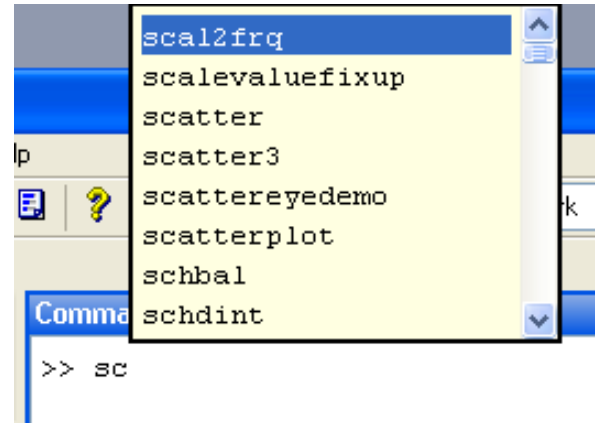 scal2frq
scalevaluefixup
scatter
scatter3
scattereyedemo
scatterplot
schbal
schdint
lp
k
Comma
>> sc